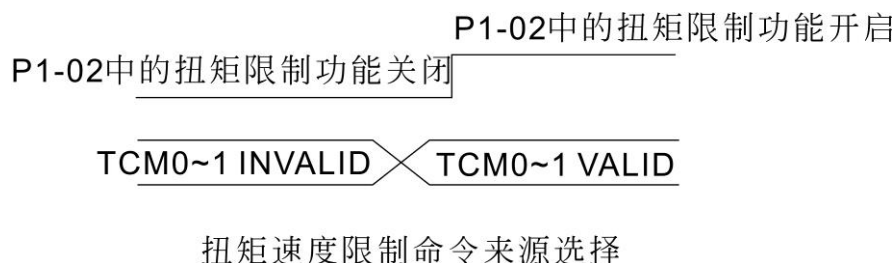 P1-02中的扭矩限制功能开启
P1-02中的扭矩限制功能关闭
TCM0~1 INVALID
TCM0~1 VALID
扭矩速度限制命令来源选择